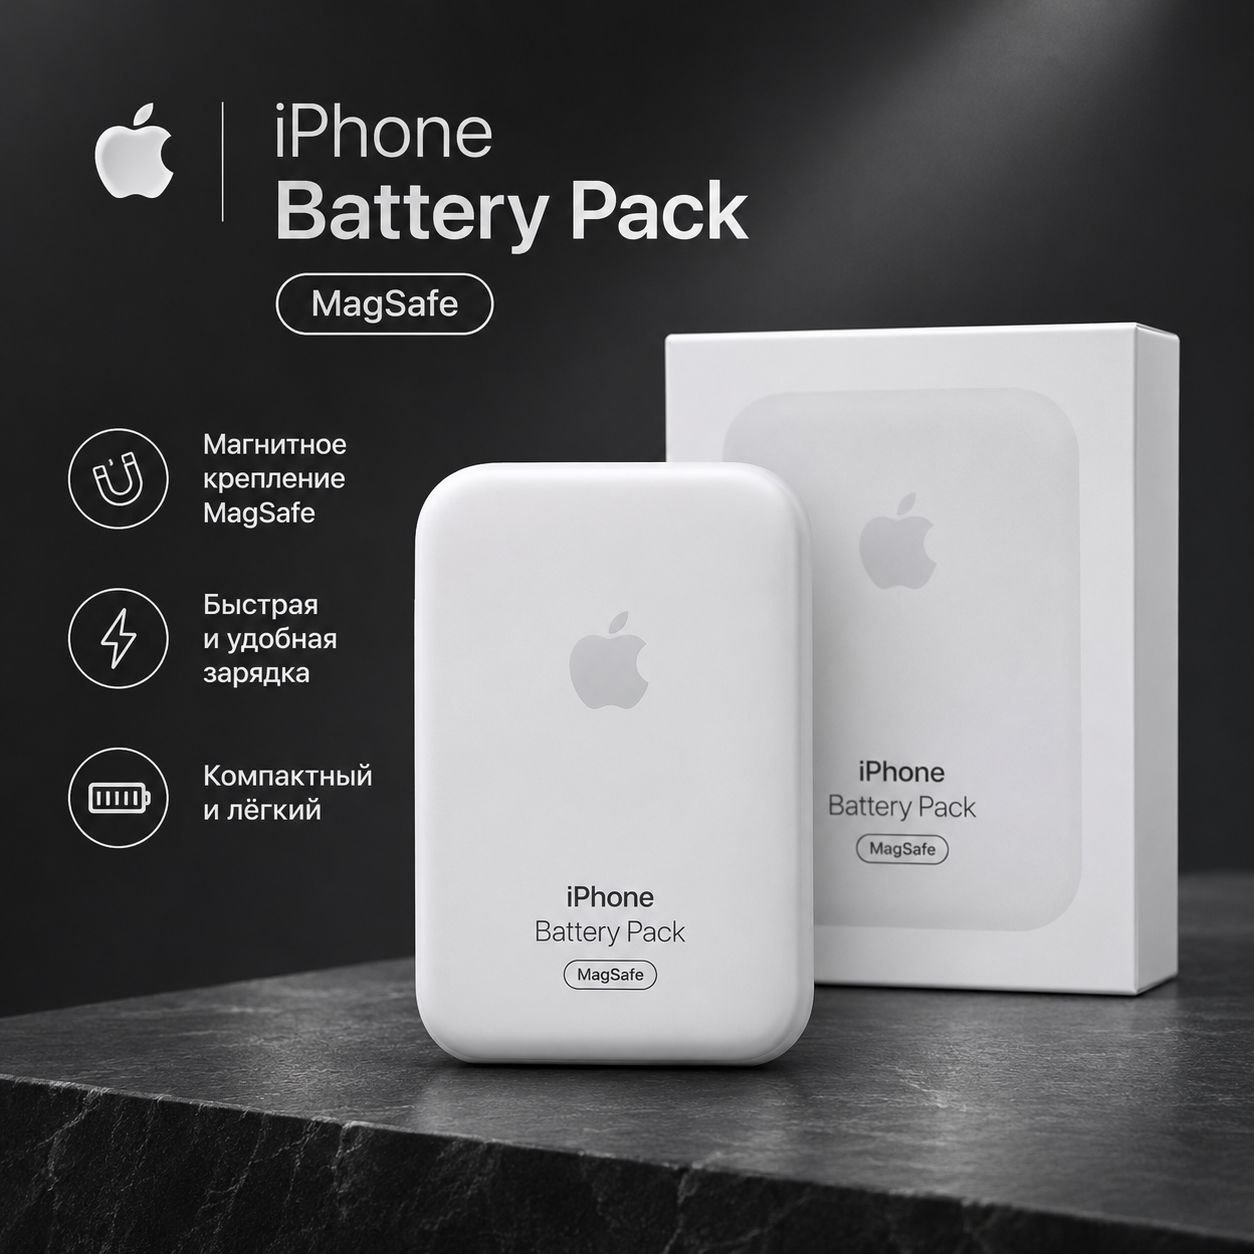 iPhone
Battery Pack
MagSafe
Магнитное
крепление
MagSafe
Быстрая
и удобная
зарядка
Компактный
и лёгкий
iPhone
Battery Pack
MagSafe
iPhone
Battery Pack
MagSafe